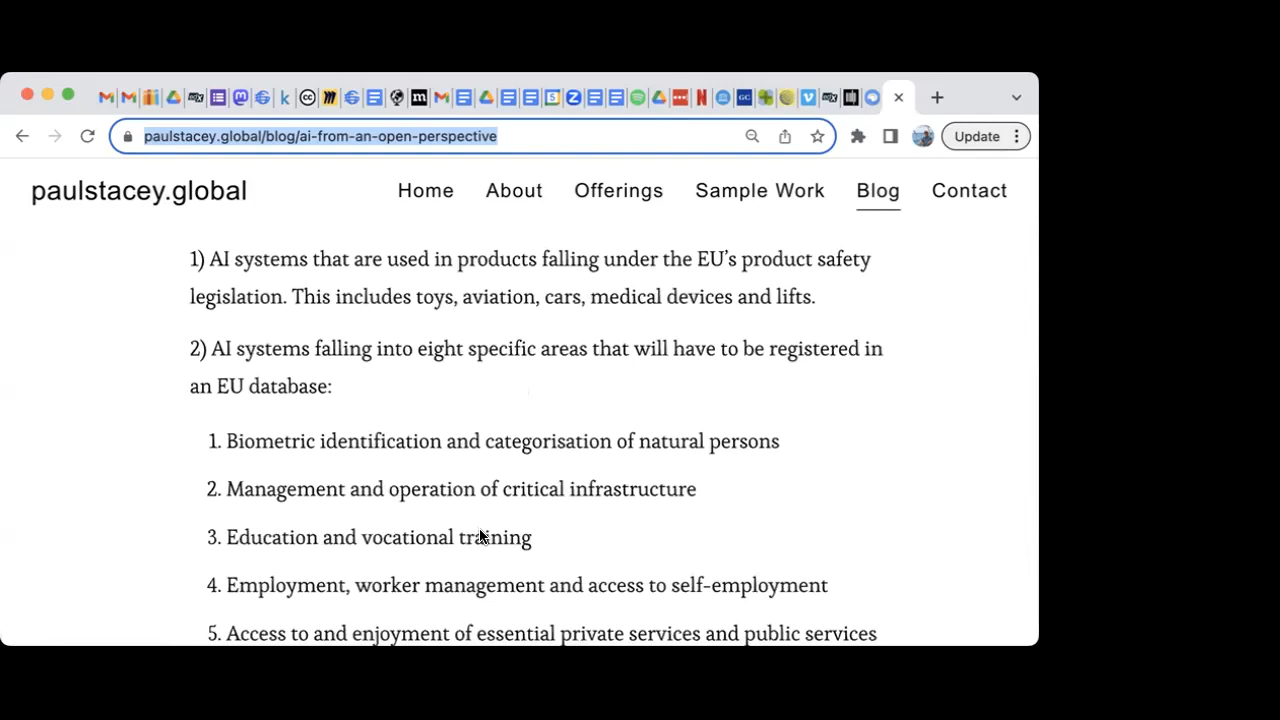 paulstacey.global/blog/ai-from-an-open-perspective
Update
paulstacey.global
Home
About
Offerings
Sample Work
Blog
Contact
1) AI systems that are used in products falling under the EU’s product safety
legislation. This includes toys, aviation, cars, medical devices and lifts.
2) AI systems falling into eight specific areas that will have to be registered in
an EU database:
1. Biometric identification and categorisation of natural persons
2. Management and operation of critical infrastructure
3. Education and vocational training
4. Employment, worker management and access to self-employment
5. Access to and enjoyment of essential private services and public services